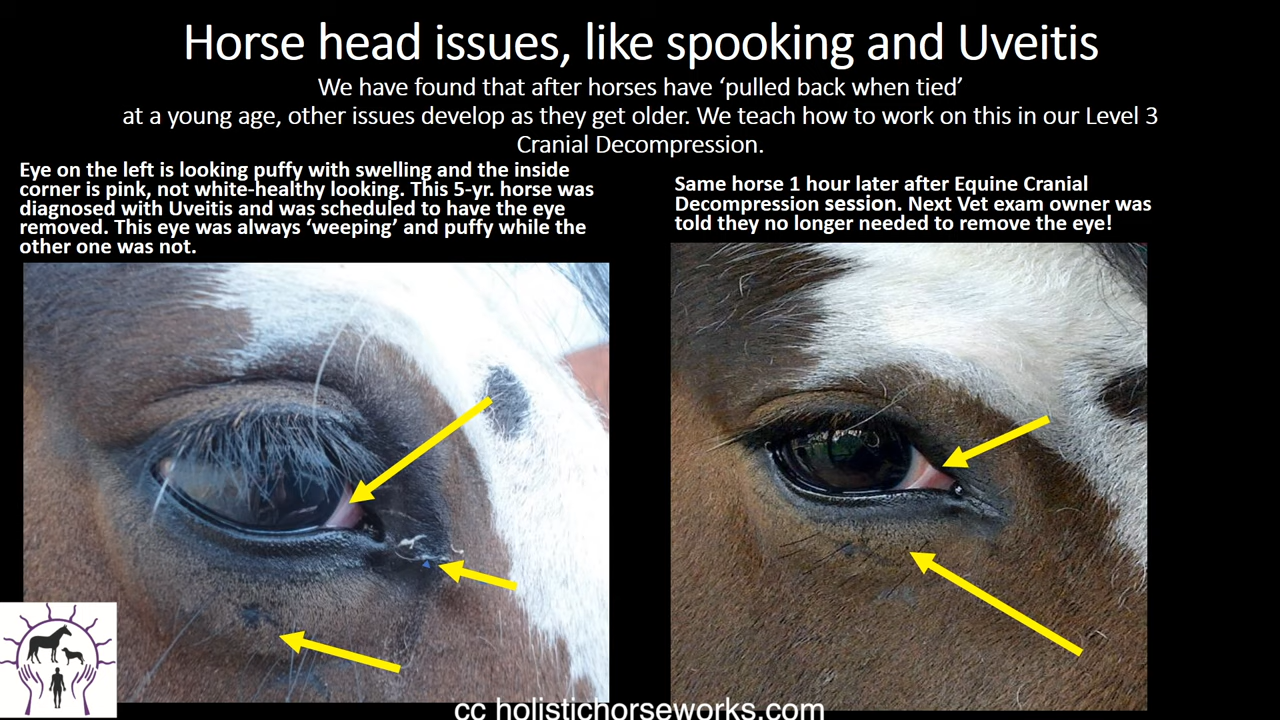 Horse head issues, like spooking and Uveitis
We have found that after horses have ‘pulled back when tied’
at a young age, other issues develop as they get older. We teach how to work on this in our Level 3
Cranial Decompression.
Eye on the left is looking puffy with swelling and the inside
corner is pink, not white-healthy looking. This 5-yr. horse was
diagnosed with Uveitis and was scheduled to have the eye
removed. This eye was always ‘weeping’ and puffy while the
other one was not.
Same horse 1 hour later after Equine Cranial
Decompression session. Next Vet exam owner was
told they no longer needed to remove the eye!
cc holistichorseworks.com